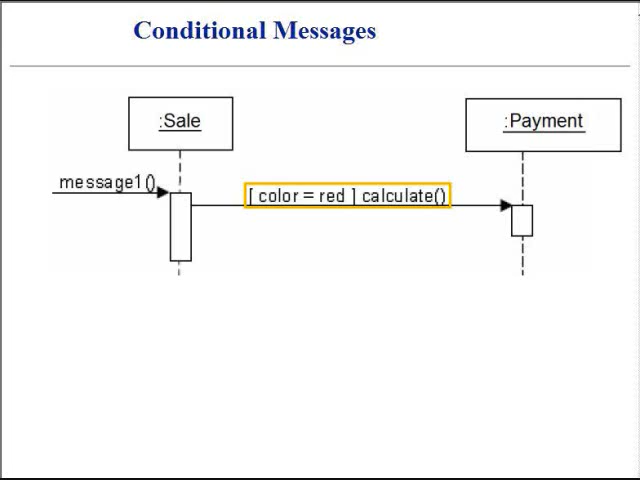 Conditional Messages
:Sale
:Payment
message1()
[ color = red ] calculate()